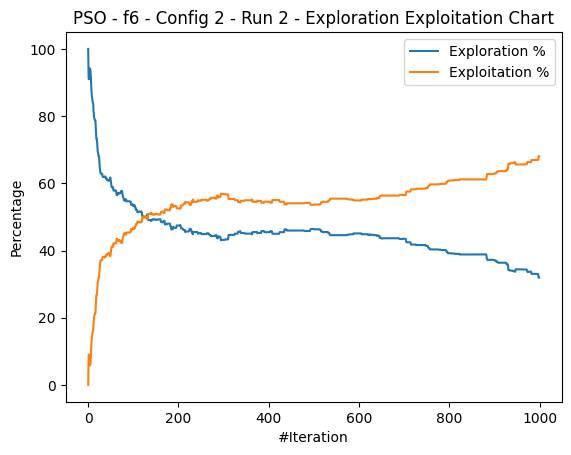 PSO - f6 - Config 2 - Run 2 - Exploration Exploitation Chart
Exploration %
Exploitation %
Percentage
100
80
60
40
20
0
0 200 400 600 800 1000
#Iteration